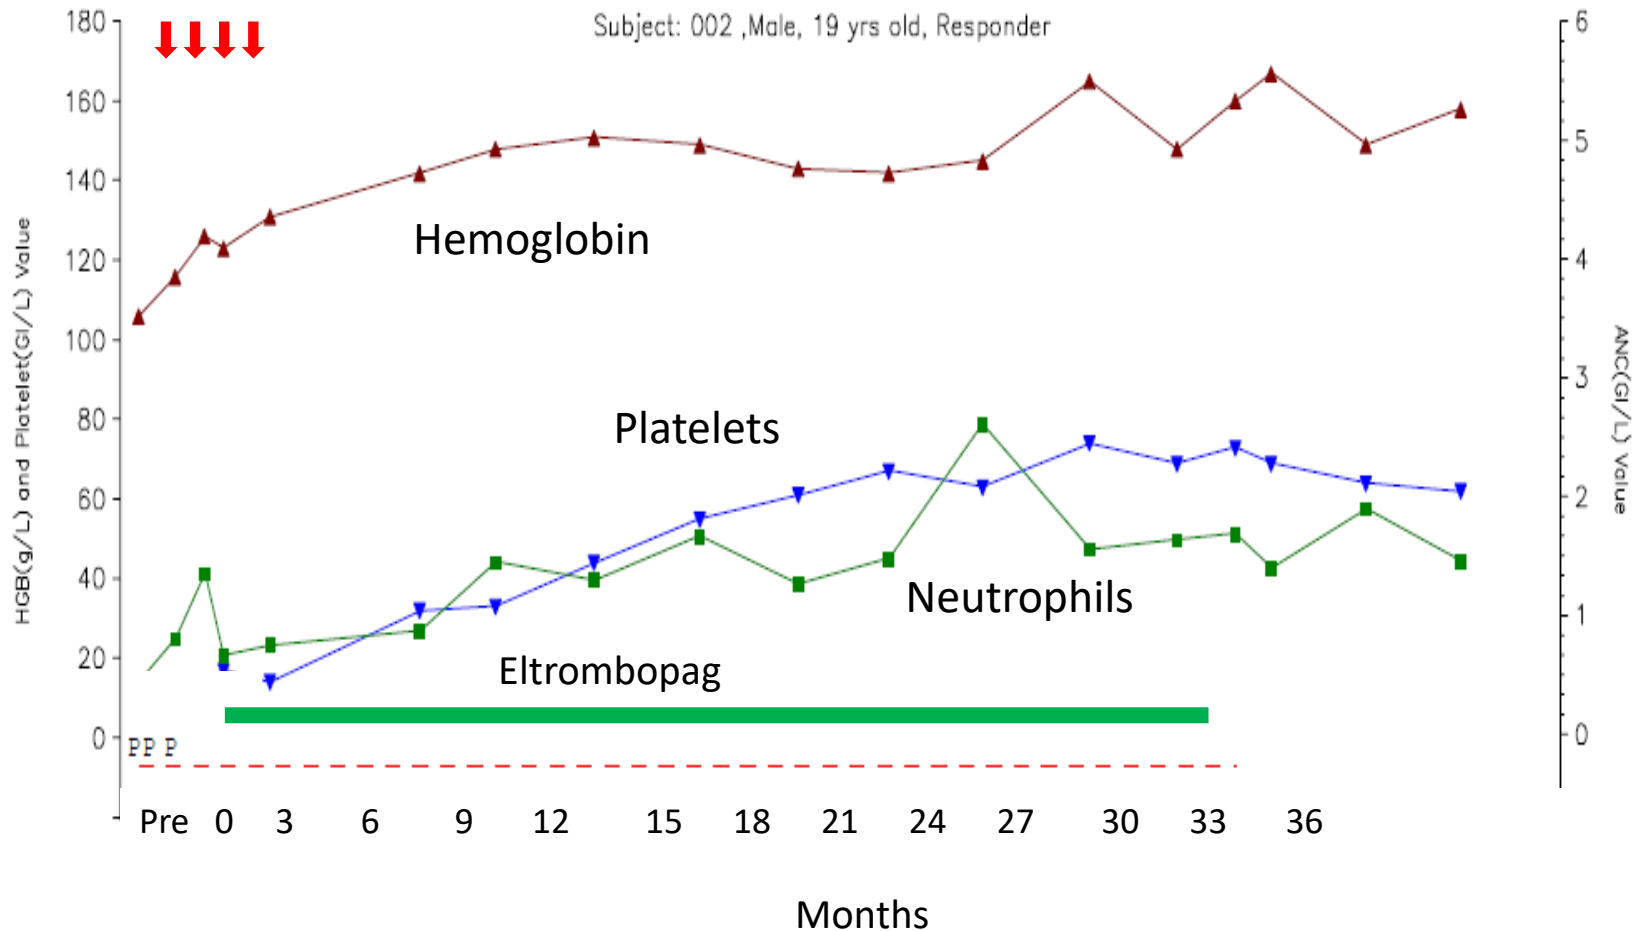 Subject: 002 ,Male, 19 yrs old, Responder
180
160
140
120
100
80
60
40
20
0
HGB(g/L) and Platelet(GI/L) Value
6
5
4
3
2
1
0
ANC(GI/L) Value
Hemoglobin
Platelets
Neutrophils
Eltrombopag
PP P
Pre 0 3 6 9 12 15 18 21 24 27 30 33 36
Months